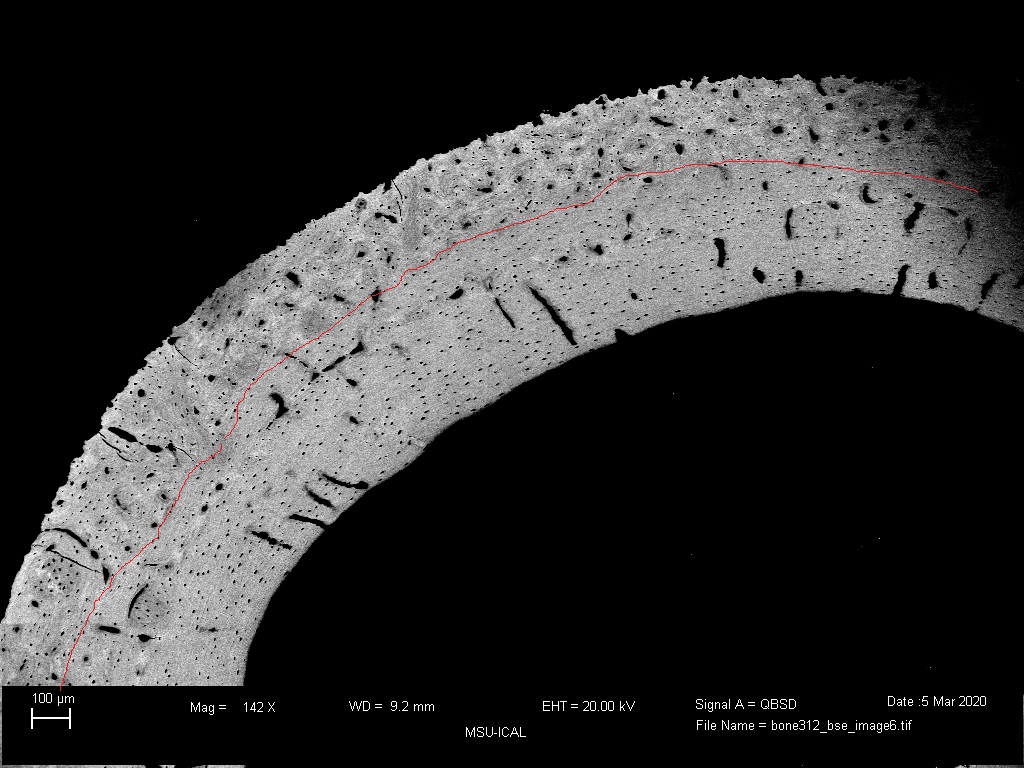 100 µm
Mag = 142 X WD = 9.2 mm EHT = 20.00 kV Signal A = QBSD Date :5 Mar 2020
MSU-ICAL File Name = bone312_bse_image6.tif